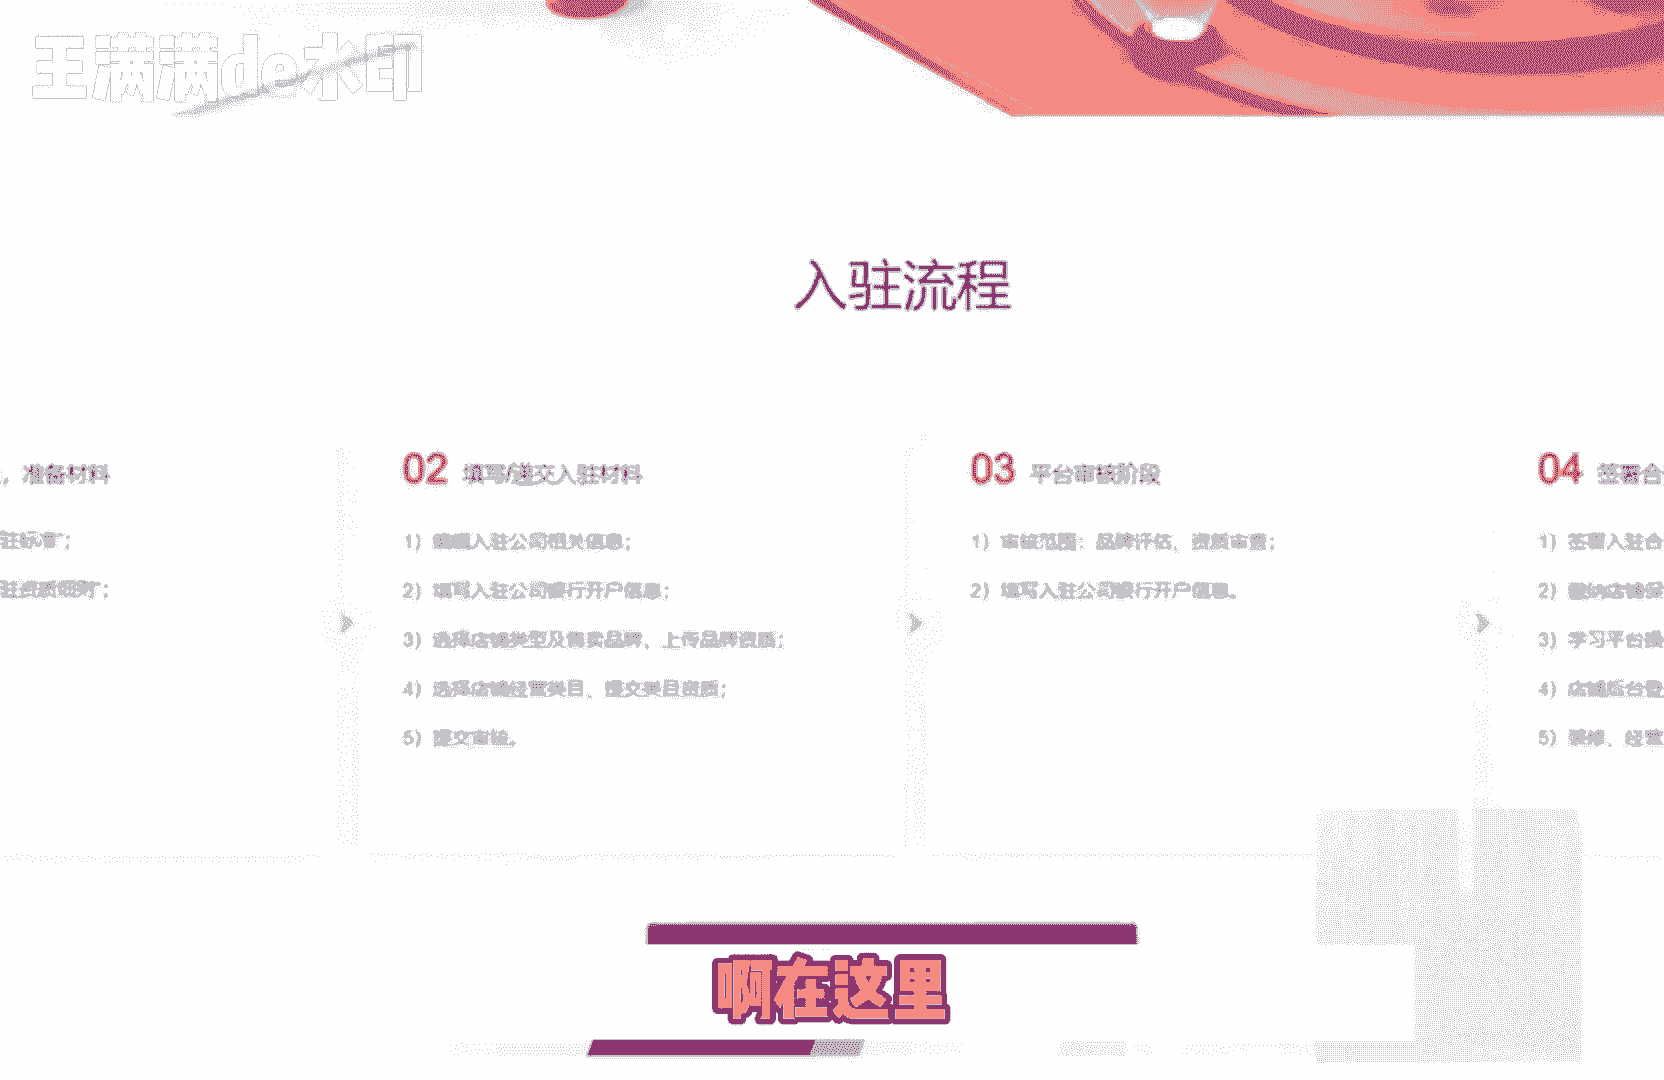 王满满de水印
入驻流程
，准备材料
驻标准；
驻资质细则；
02 填写/递交入驻材料
1）编辑入驻公司相关信息；
2）填写入驻公司银行开户信息；
3）选择店铺类型及售卖品牌、上传品牌资质；
4）选择店铺经营类目、提交类目资质；
5）提交审核。
03 平台审核阶段
1）审核范围：品牌评估、资质审查；
2）填写入驻公司银行开户信息。
04 签署合
1）签署入驻合
2）缴纳店铺保
3）学习平台操
4）店铺后台登
5）装修、经营
啊在这里